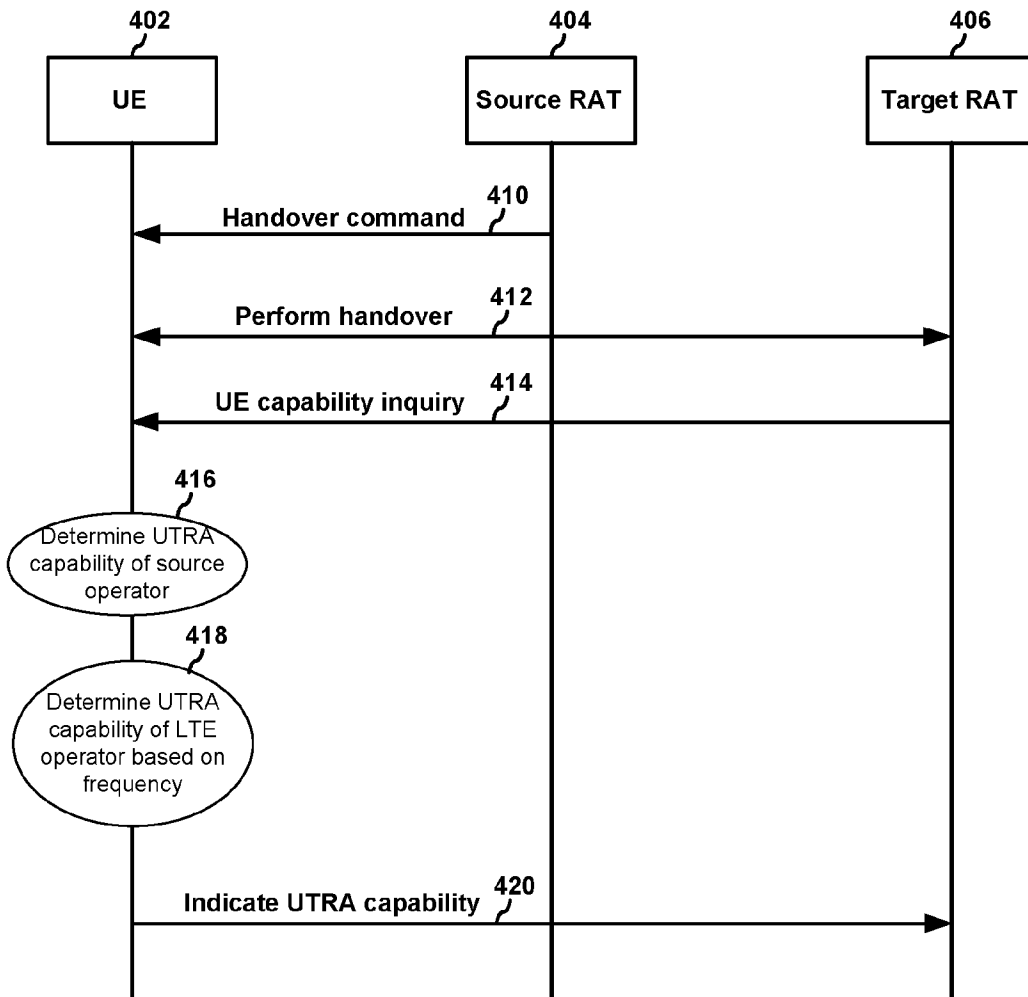 402
404
406
UE
Source RAT
Target RAT
410
Handover command
412
Perform handover
414
UE capability inquiry
416
Determine UTRA
capability of source
operator
418
Determine UTRA
capability of LTE
operator based on
frequency
420
Indicate UTRA capability